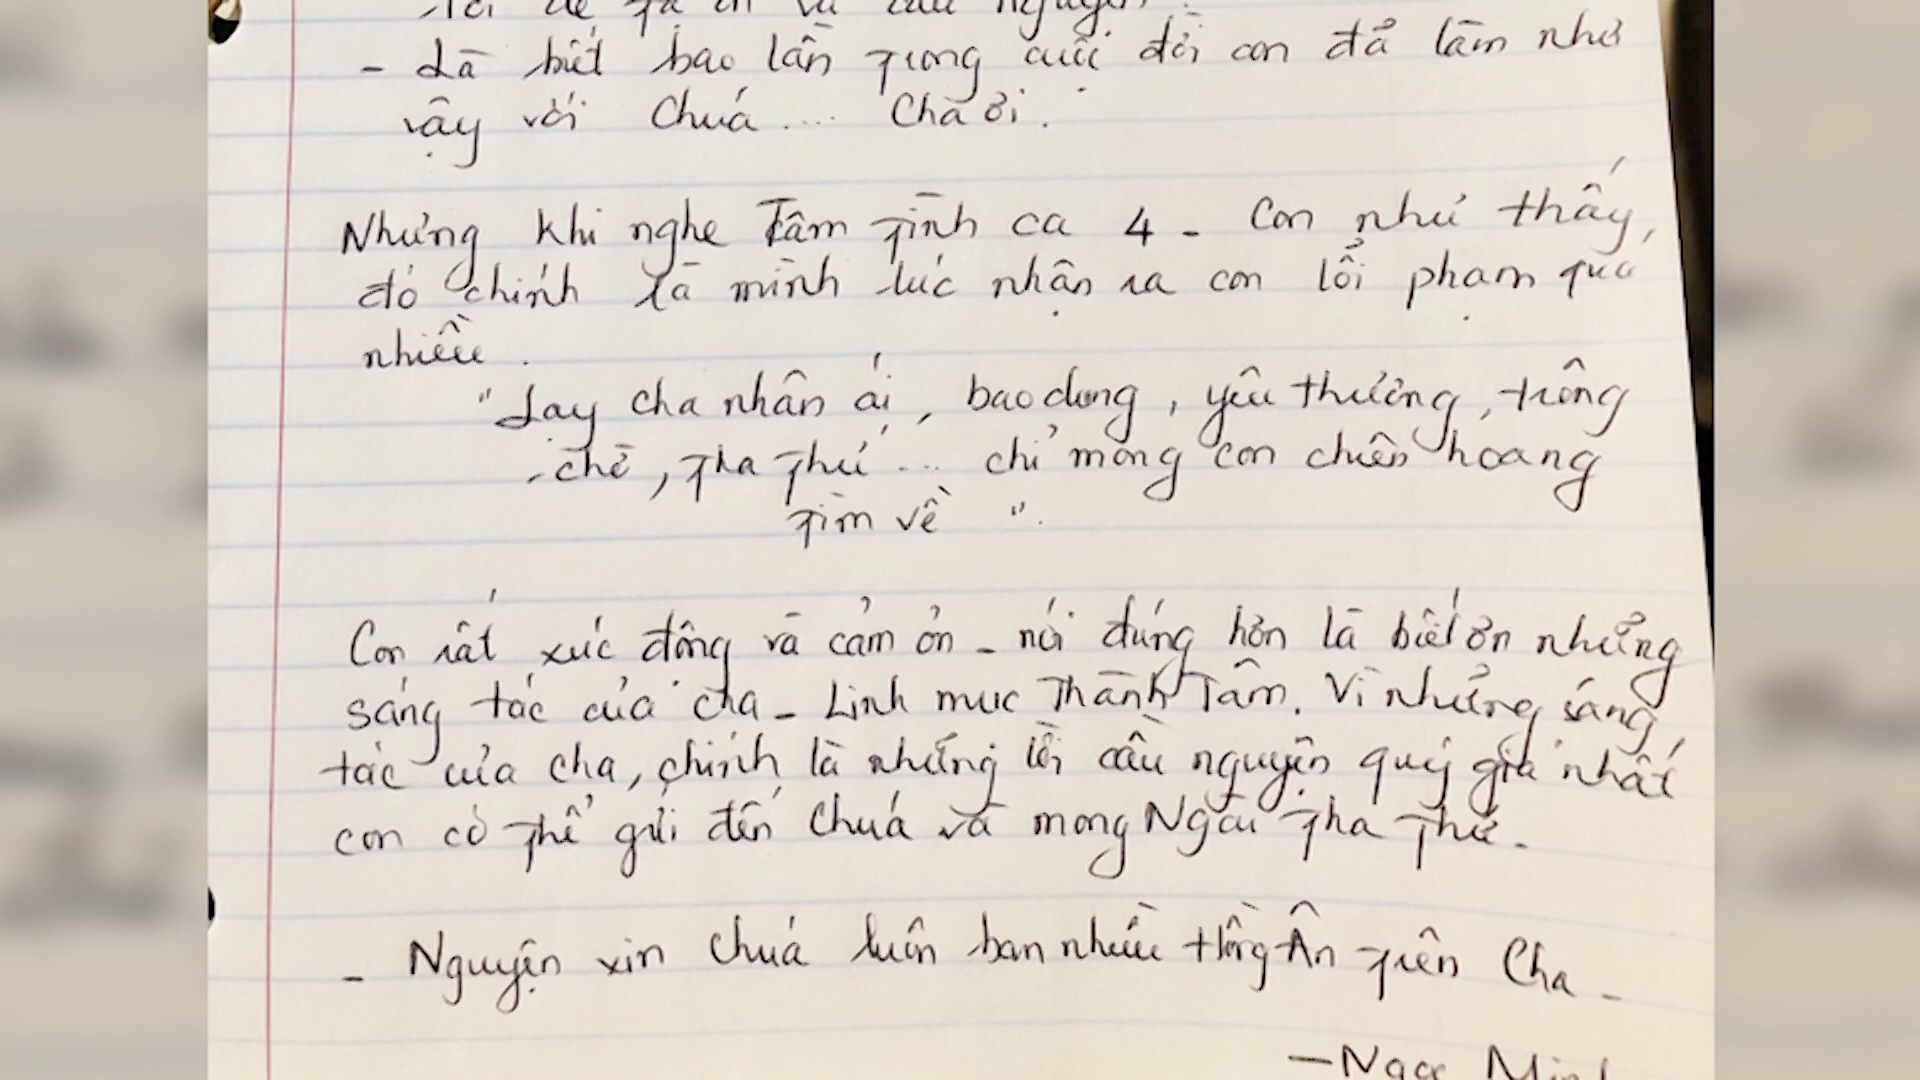 - Là biết bao lần trong cuộc đời con đã làm như
vậy với Chúa .... Cha ơi.
Nhưng khi nghe Tâm Tình ca 4 - Con như thấy,
đó chính là mình lúc nhận ra con lỗi phạm quá
nhiều.
"Lạy cha nhân ái, bao dung, yêu thương, trông
chờ, tha thứ ... chỉ mong con chiên hoang
tìm về".
Con rất xúc động và cảm ơn - nói đúng hơn là biết ơn những
sáng tác của cha - Linh mục Thành Tâm. Vì những sáng
tác của cha, chính là những lời cầu nguyện quý giá nhất
con có thể gửi đến Chúa và mong Ngài tha thứ.
- Nguyện xin Chúa luôn ban nhiều Hồng Ân trên Cha -
- Ngọc